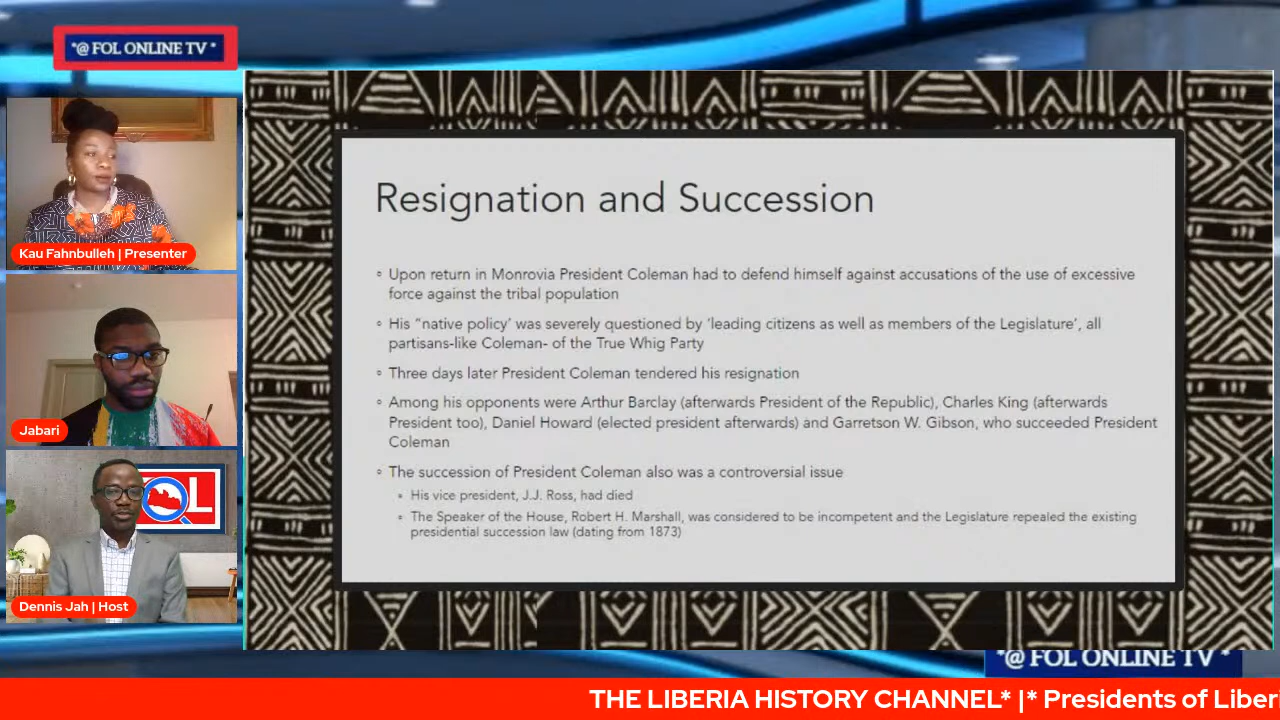 *@ FOL ONLINE TV *
Kau Fahnbulleh | Presenter
Jabari
OL
Dennis Jah | Host
Resignation and Succession
Upon return in Monrovia President Coleman had to defend himself against accusations of the use of excessive
force against the tribal population
His "native policy' was severely questioned by 'leading citizens as well as members of the Legislature', all
partisans-like Coleman- of the True Whig Party
Three days later President Coleman tendered his resignation
Among his opponents were Arthur Barclay (afterwards President of the Republic), Charles King (afterwards
President too), Daniel Howard (elected president afterwards) and Garretson W. Gibson, who succeeded President
Coleman
The succession of President Coleman also was a controversial issue
His vice president, J.J. Ross, had died
The Speaker of the House, Robert H. Marshall, was considered to be incompetent and the Legislature repealed the existing
presidential succession law (dating from 1873)
*@ FOL ONLINE TV *
THE LIBERIA HISTORY CHANNEL* |* Presidents of Liber